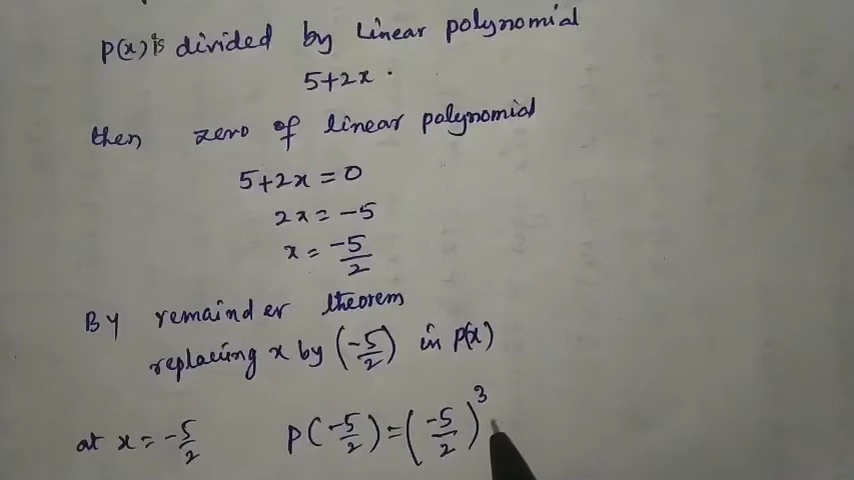 P(x) is divided by Linear polynomial
5+2x.
then zero of linear polynomial
5+2x=0
2x=-5
x=-5/2
By remainder theorem
replacing x by (-5/2) in p(x)
at x=-5/2 P(-5/2)=(-5/2)³